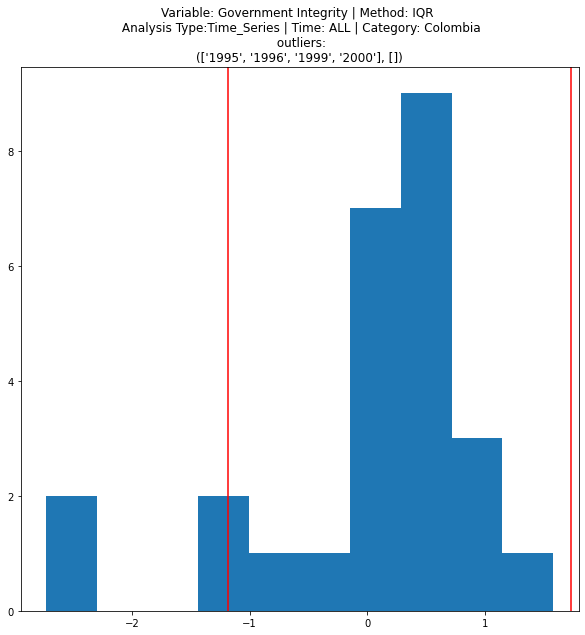 Variable: Government Integrity | Method: IQR
Analysis Type:Time_Series | Time: ALL | Category: Colombia
outliers:
(['1995', '1996', '1999', '2000'], [])
8
6
4
2
0
−2
−1
0
1